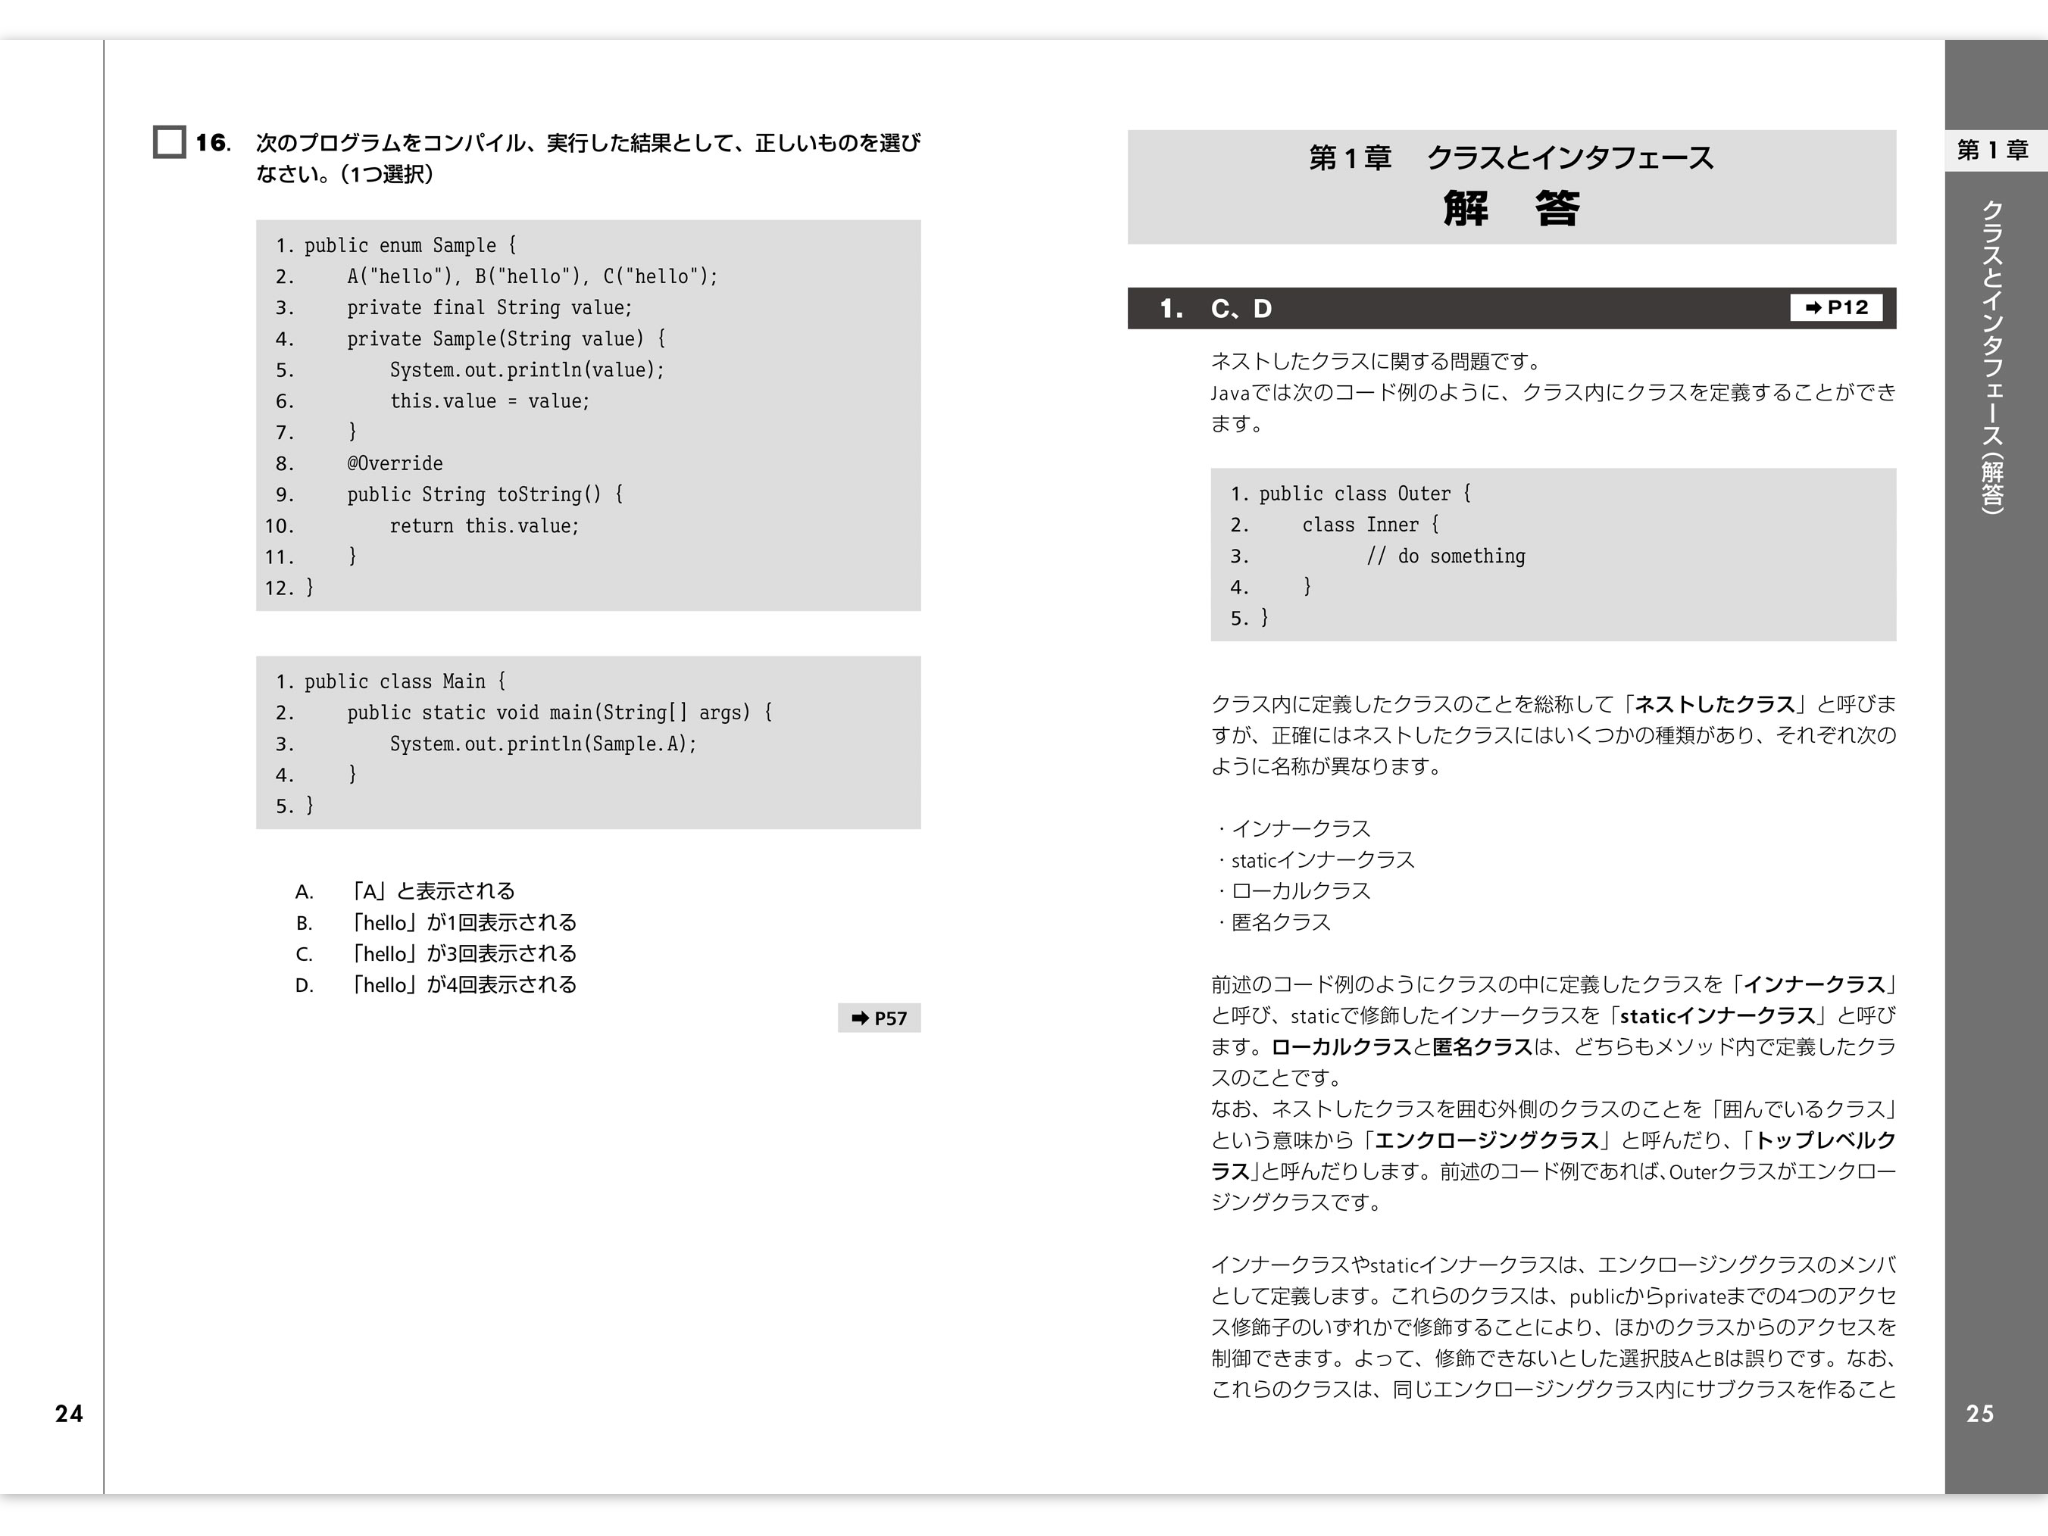 16. 次のプログラムをコンパイル、実行した結果として、正しいものを選び
なさい。（1つ選択）
1. public enum Sample {
2.     A("hello"), B("hello"), C("hello");
3.     private final String value;
4.     private Sample(String value) {
5.         System.out.println(value);
6.         this.value = value;
7.     }
8.     @Override
9.     public String toString() {
10.         return this.value;
11.     }
12. }
1. public class Main {
2.     public static void main(String[] args) {
3.         System.out.println(Sample.A);
4.     }
5. }
A. 「A」と表示される
B. 「hello」が1回表示される
C. 「hello」が3回表示される
D. 「hello」が4回表示される
➡ P57
24
第1章 クラスとインタフェース
解 答
1. C、D ➡ P12
ネストしたクラスに関する問題です。
Javaでは次のコード例のように、クラス内にクラスを定義することができ
ます。
1. public class Outer {
2.     class Inner {
3.         // do something
4.     }
5. }
クラス内に定義したクラスのことを総称して「ネストしたクラス」と呼びま
すが、正確にはネストしたクラスにはいくつかの種類があり、それぞれ次の
ように名称が異なります。
・インナークラス
・staticインナークラス
・ローカルクラス
・匿名クラス
前述のコード例のようにクラスの中に定義したクラスを「インナークラス」
と呼び、staticで修飾したインナークラスを「staticインナークラス」と呼び
ます。ローカルクラスと匿名クラスは、どちらもメソッド内で定義したクラ
スのことです。
なお、ネストしたクラスを囲む外側のクラスのことを「囲んでいるクラス」
という意味から「エンクロージングクラス」と呼んだり、「トップレベルク
ラス」と呼んだりします。前述のコード例であれば、Outerクラスがエンクロー
ジングクラスです。
インナークラスやstaticインナークラスは、エンクロージングクラスのメンバ
として定義します。これらのクラスは、publicからprivateまでの4つのアクセ
ス修飾子のいずれかで修飾することにより、ほかのクラスからのアクセスを
制御できます。よって、修飾できないとした選択肢AとBは誤りです。なお、
これらのクラスは、同じエンクロージングクラス内にサブクラスを作ること
第1章
クラスとインタフェース（解答）
25